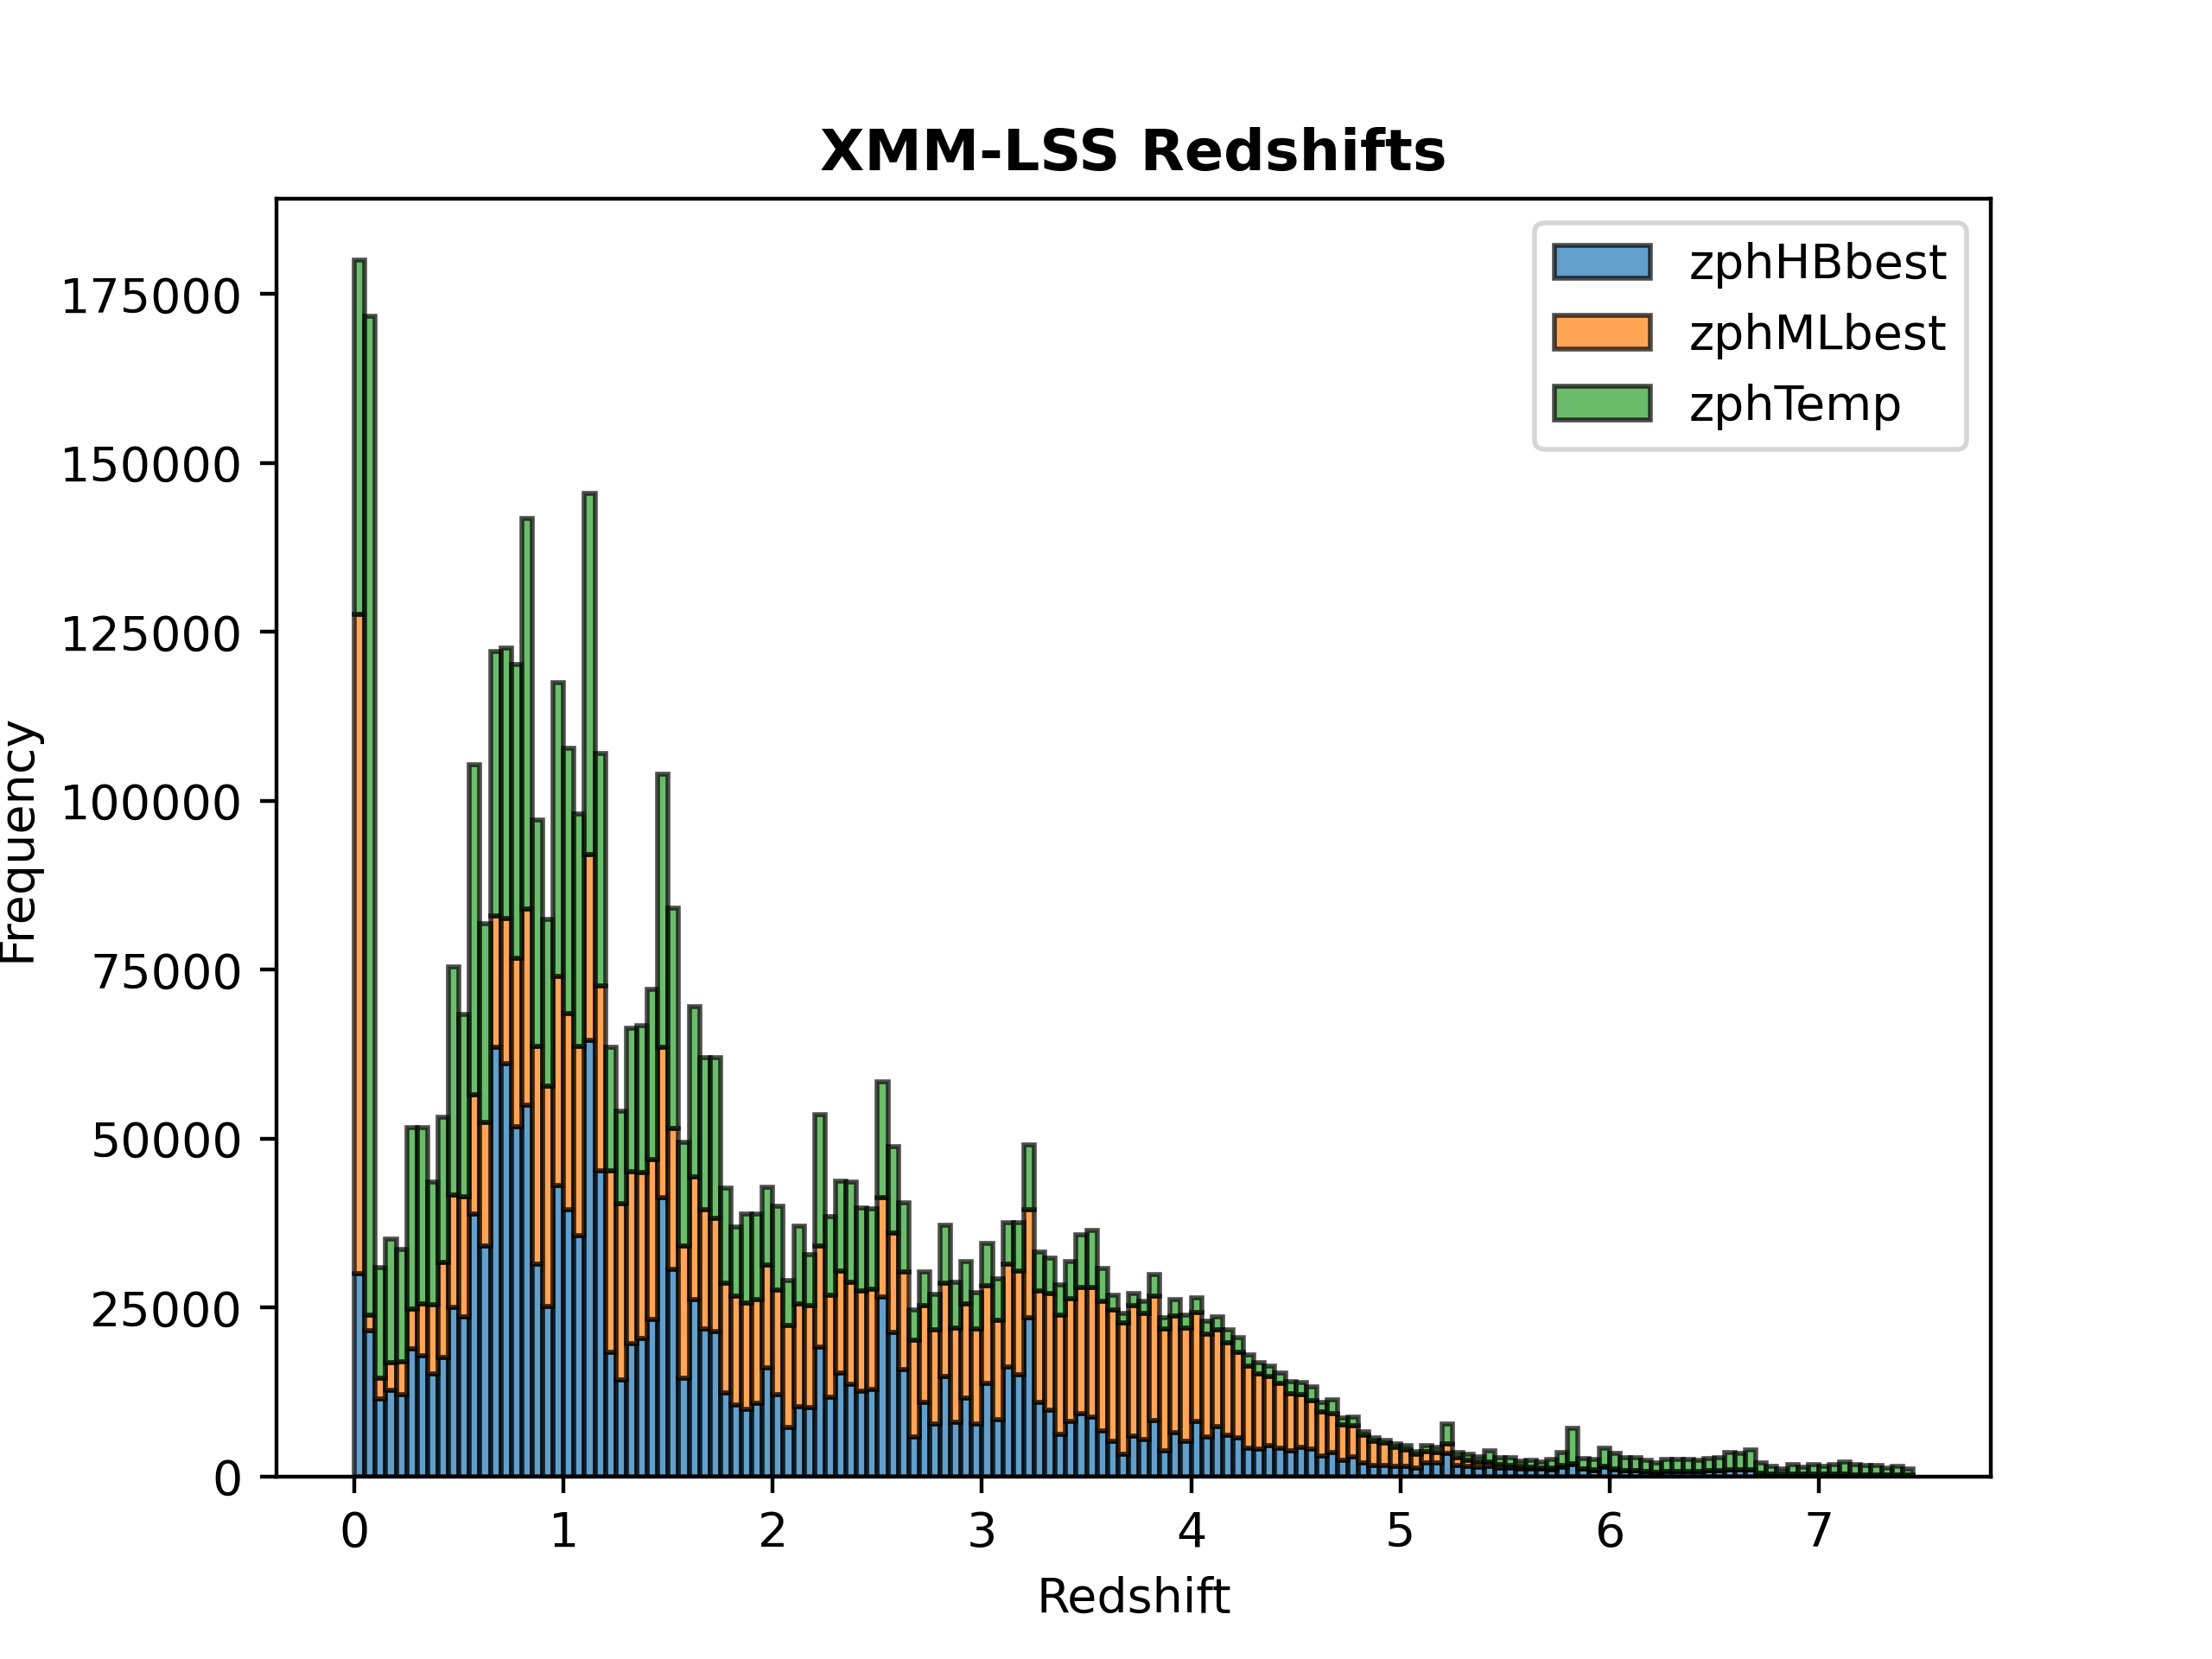 XMM-LSS Redshifts
zphHBbest
zphMLbest
zphTemp
175000
150000
125000
100000
75000
50000
25000
0
Frequency
0 1 2 3 4 5 6 7
Redshift